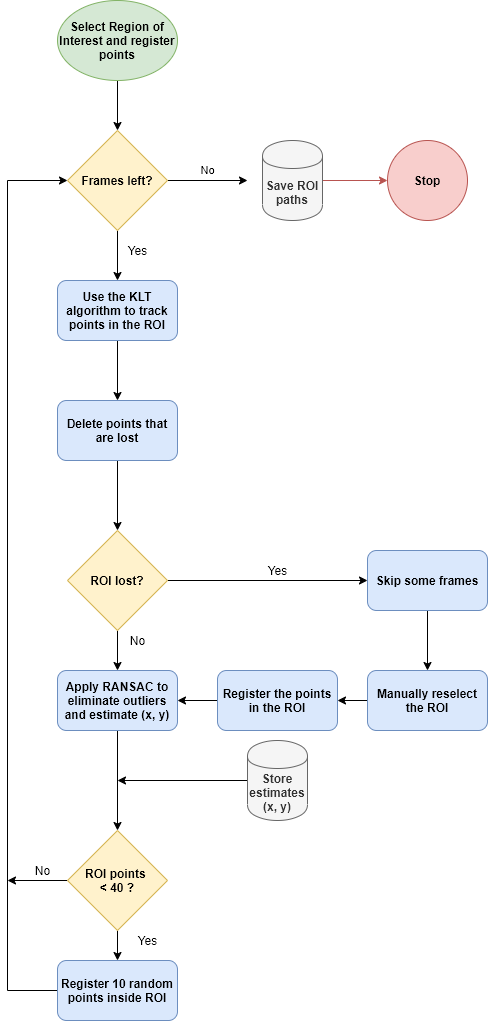 Select Region of
Interest and register
points
Frames left?
No
Save ROI
paths
Stop
Yes
Use the KLT
algorithm to track
points in the ROI
Delete points that
are lost
ROI lost?
Yes
Skip some frames
No
Apply RANSAC to
eliminate outliers
and estimate (x, y)
Register the points
in the ROI
Manually reselect
the ROI
Store
estimates
(x, y)
ROI points
< 40 ?
No
Yes
Register 10 random
points inside ROI